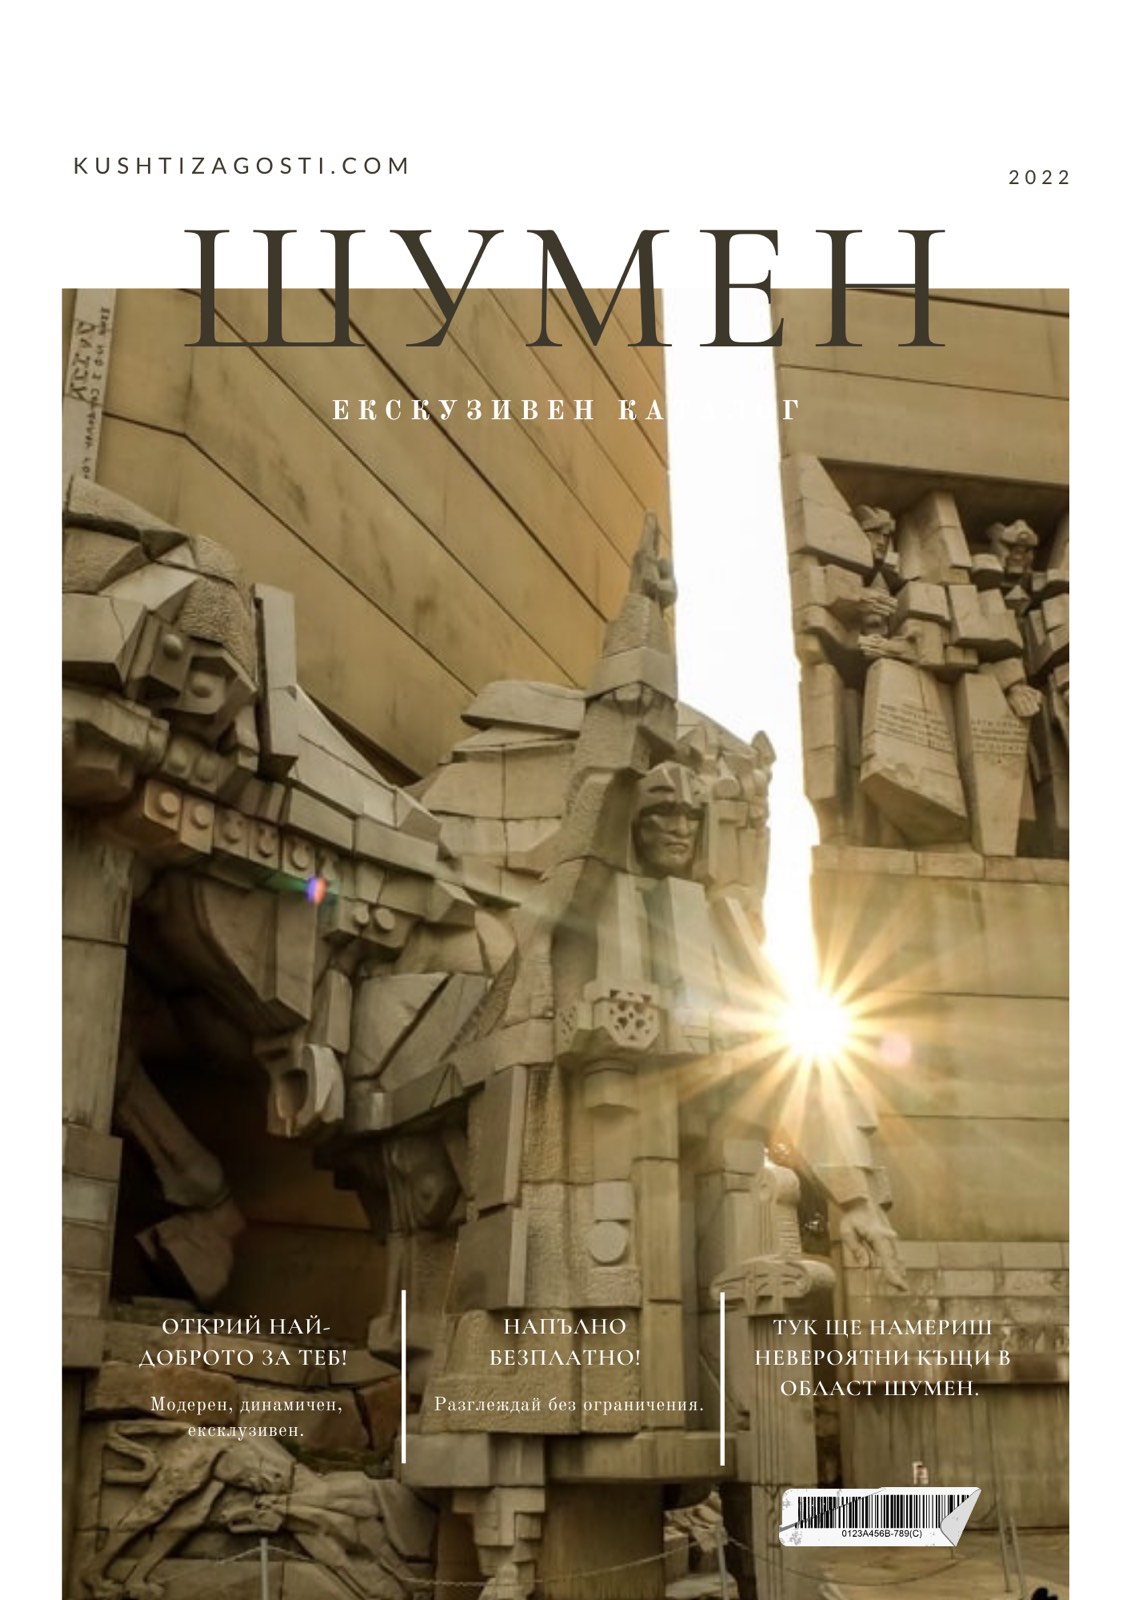 KUSHTIZAGOSTI.COM
2022
ШУМЕН
ЕКСКУЗИВЕН КАТАЛОГ
ОТКРИЙ НАЙ-
ДОБРОТО ЗА ТЕБ!
Модерен, динамичен,
ексклузивен.
НАПЪЛНО
БЕЗПЛАТНО!
Разглеждай без ограничения.
ТУК ЩЕ НАМЕРИШ
НЕВЕРОЯТНИ КЪЩИ В
ОБЛАСТ ШУМЕН.
0123A456B-789(C)